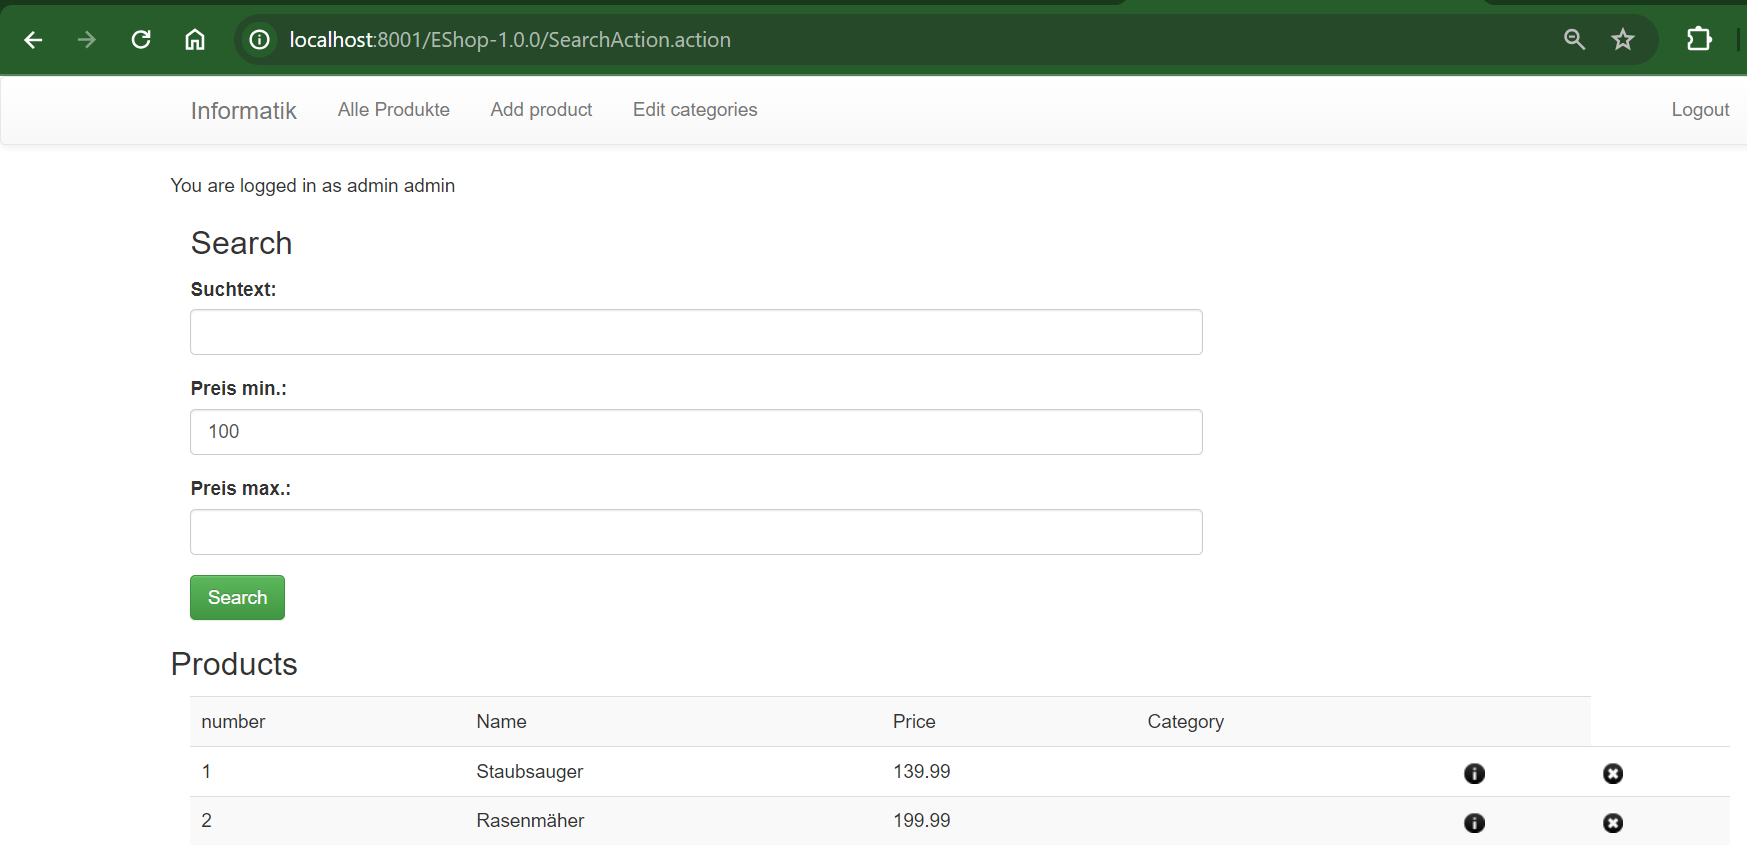 localhost:8001/EShop-1.0.0/SearchAction.action
Informatik Alle Produkte Add product Edit categories Logout
You are logged in as admin admin
Search
Suchtext:
Preis min.:
100
Preis max.:
Search
Products
number Name Price Category
1 Staubsauger 139.99
2 Rasenmäher 199.99